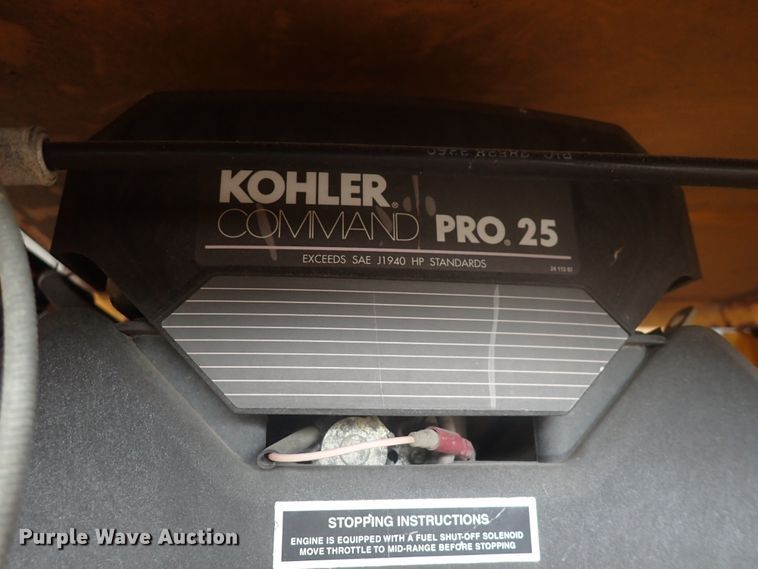 KOHLER®
COMMAND PRO® 25
EXCEEDS SAE J1940 HP STANDARDS
STOPPING INSTRUCTIONS
ENGINE IS EQUIPPED WITH A FUEL SHUT-OFF SOLENOID
MOVE THROTTLE TO MID-RANGE BEFORE STOPPING
Purple Wave Auction